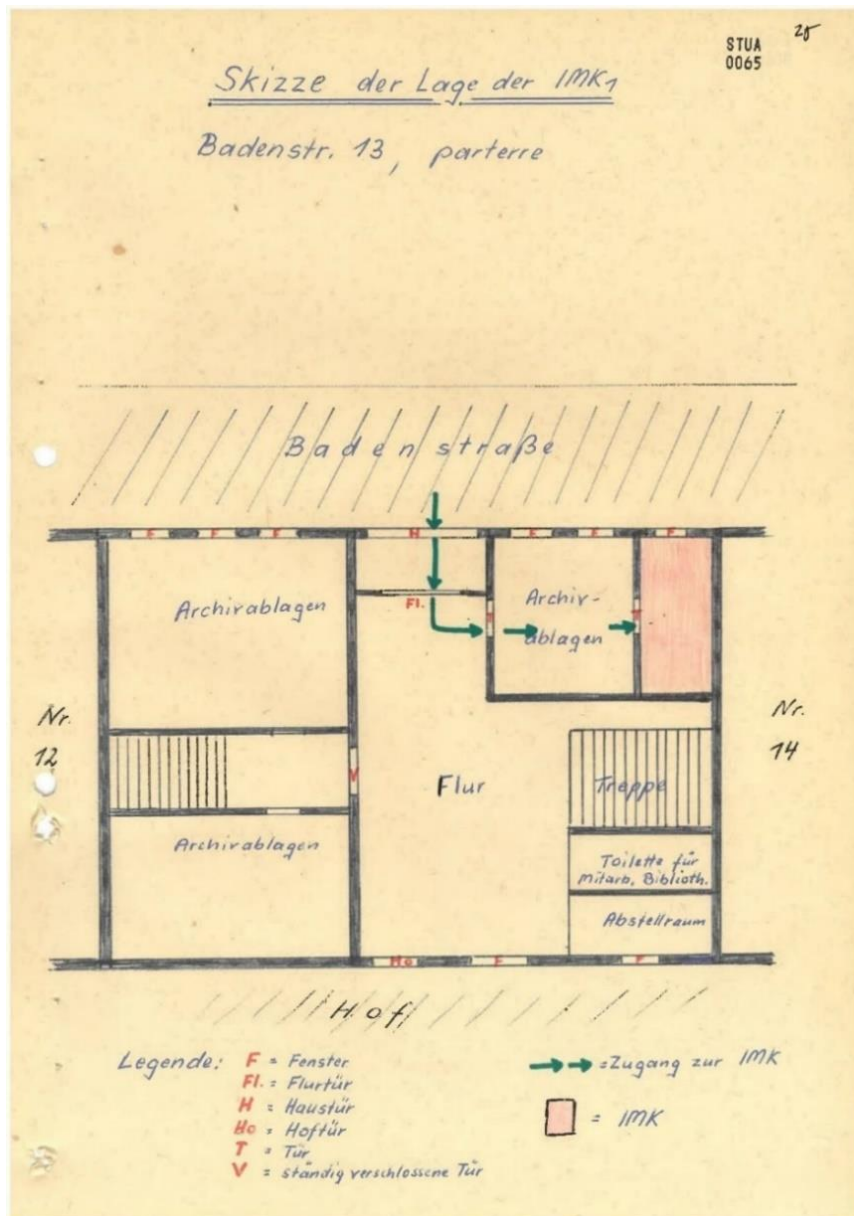 25
STUA
0065
Skizze der Lage der IMK1
Badenstr. 13, parterre
Badenstraße
F F F H F F F
Archivablagen
Fl.
T
Archiv-
ablagen
T
Nr.
12
Nr.
14
V
Flur
Treppe
Archivablagen
Toilette für
Mitarb. Biblioth.
Abstellraum
Ho F F
Hof
Legende: F = Fenster
Fl. = Flurtür
H = Haustür
Ho = Hoftür
T = Tür
V = ständig verschlossene Tür
= Zugang zur IMK
= IMK